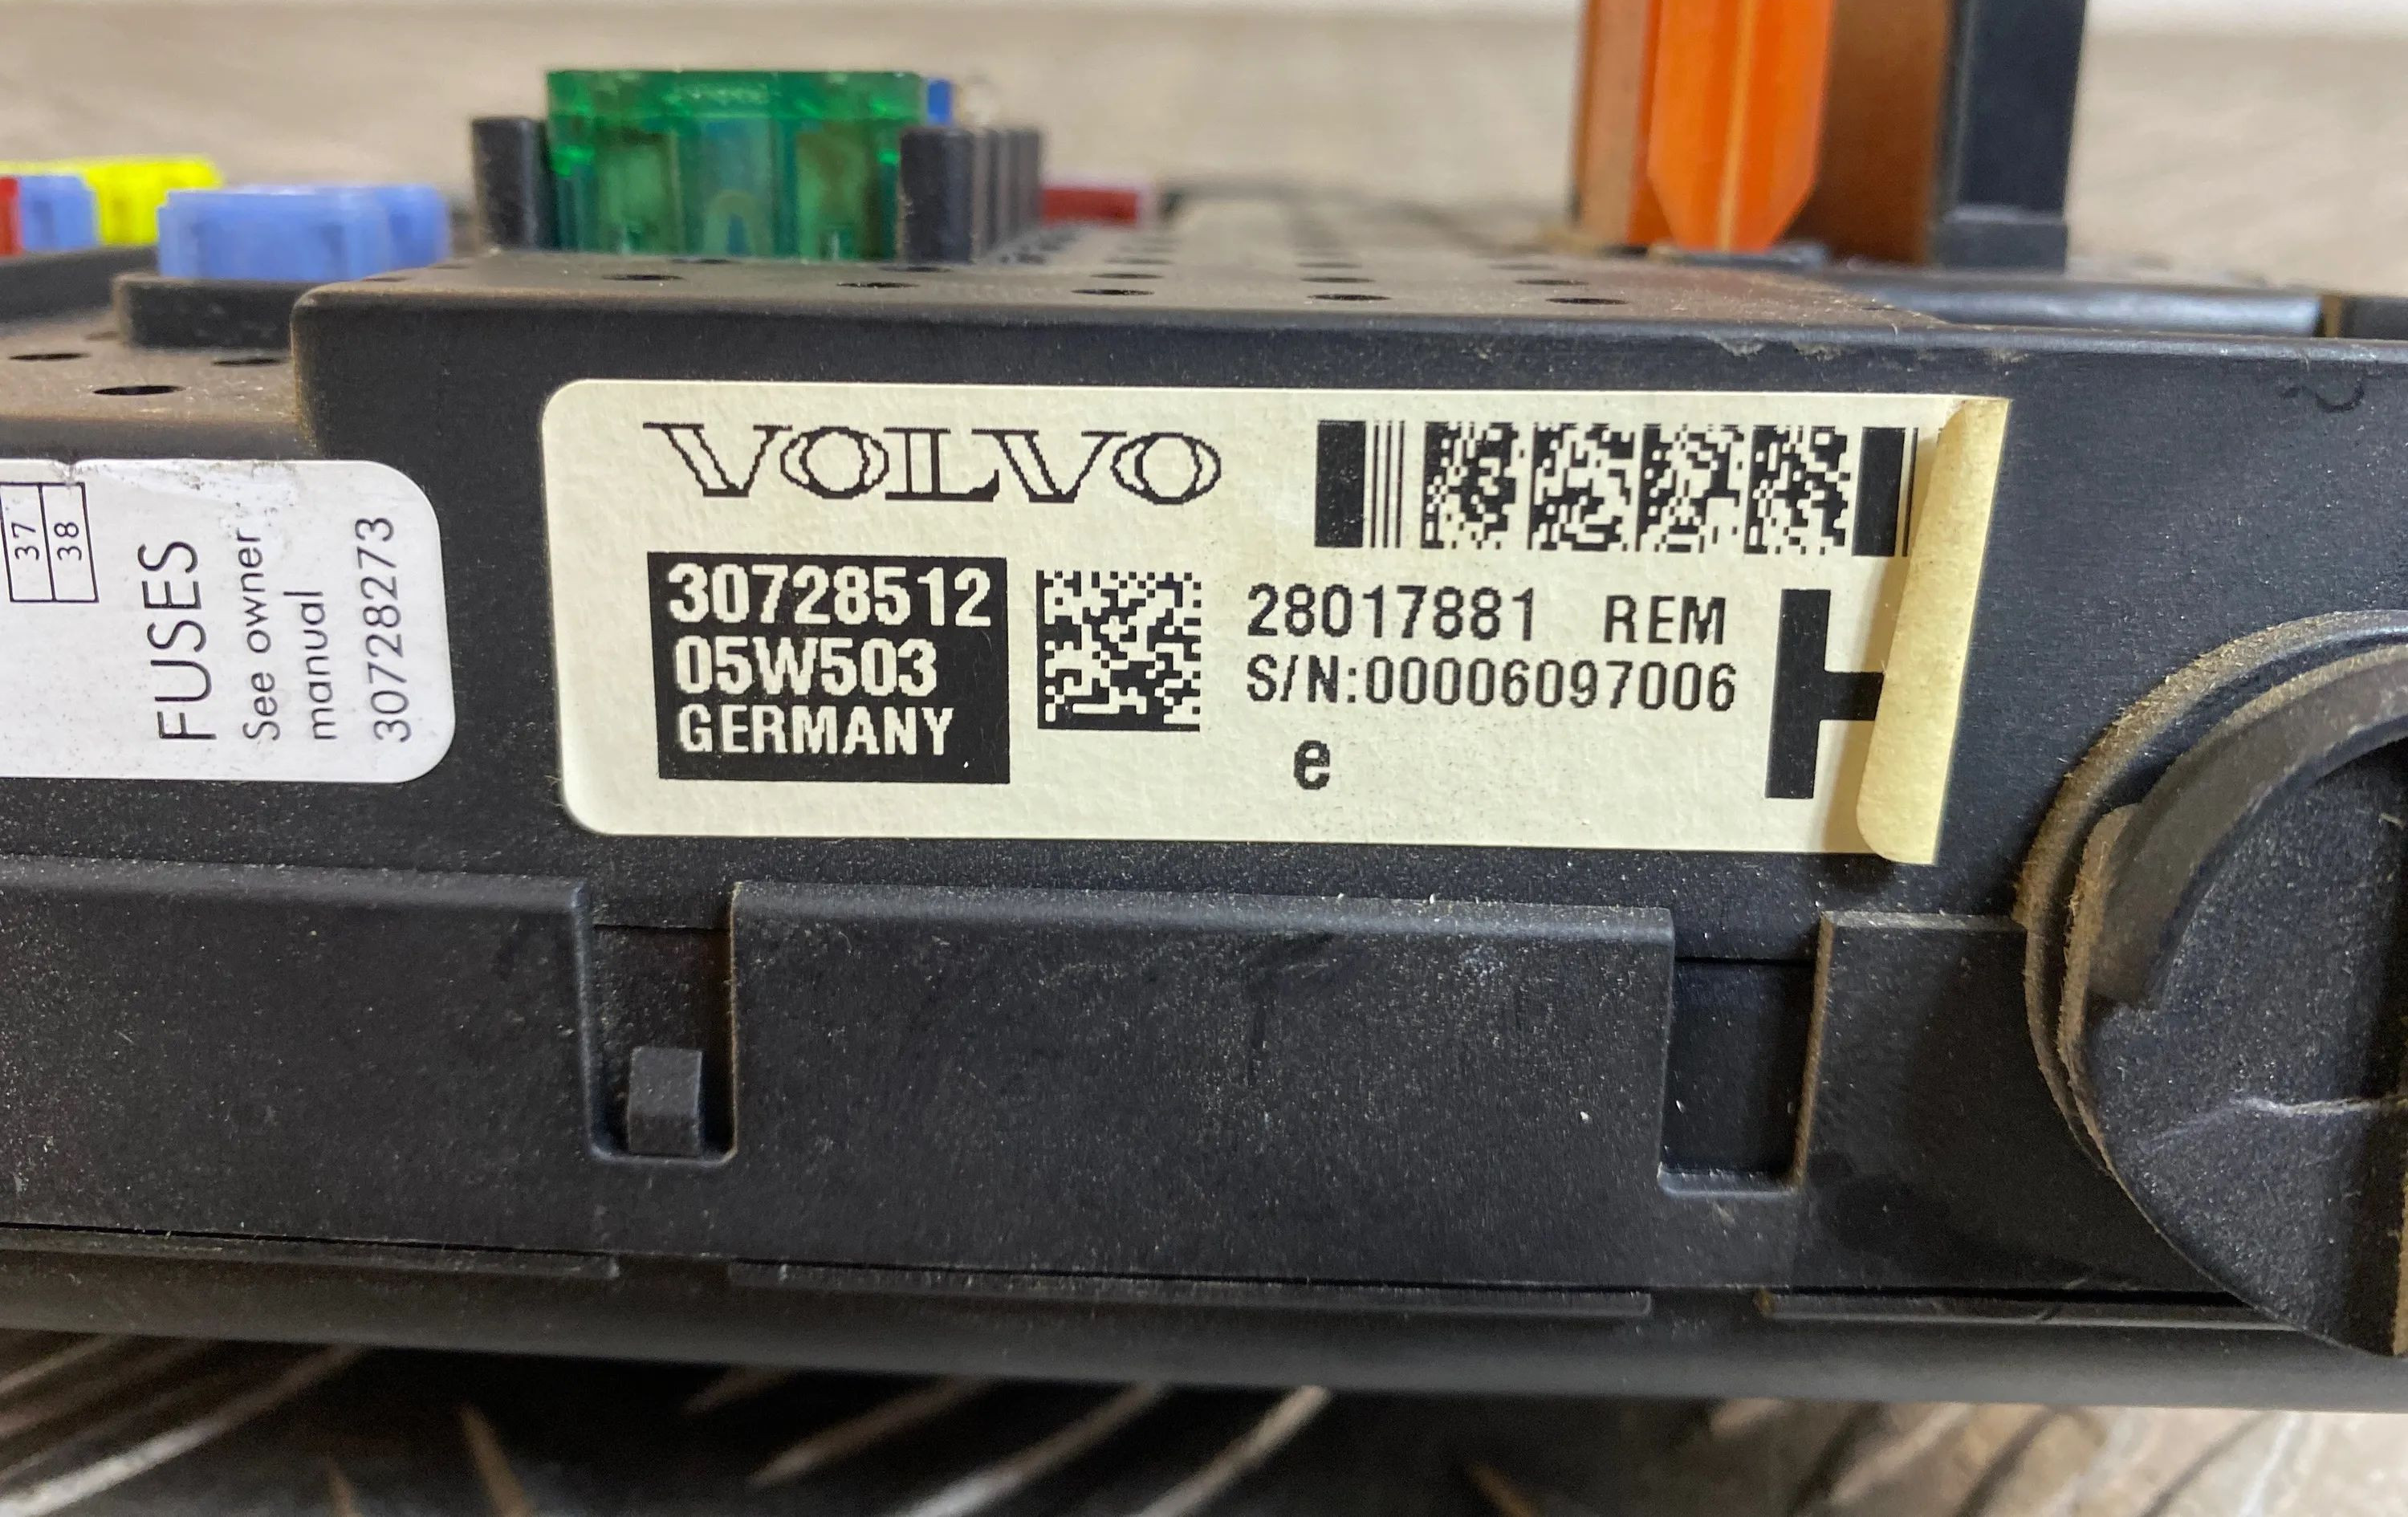 37
38
FUSES
See owner
manual
30728273
VOLVO
30728512
05W503
GERMANY
28017881 REM
S/N:00006097006
e